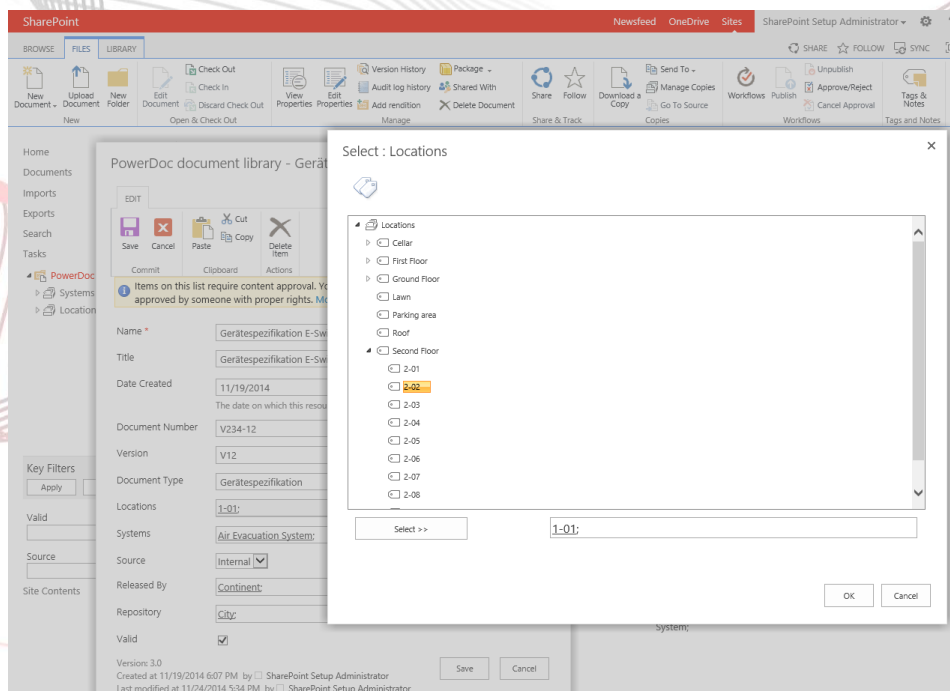 SharePoint
Newsfeed OneDrive Sites SharePoint Setup Administrator
BROWSE FILES LIBRARY
SHARE FOLLOW SYNC
New Document Upload Document New Folder
New
Edit Document Check Out Check In Discard Check Out
Open & Check Out
View Properties Edit Properties Version History Audit log history Add rendition Package Shared With Delete Document
Manage
Share Follow
Share & Track
Download a Copy Send To Manage Copies Go To Source
Copies
Workflows Publish Unpublish Approve/Reject Cancel Approval
Workflows
Tags & Notes
Tags and Notes
Home
Documents
Imports
Exports
Search
Tasks
PowerDoc
Systems
Location
Key Filters
Apply
Valid
Source
Site Contents
PowerDoc document library - Gerät
EDIT
Save Cancel
Commit
Paste Cut Copy
Clipboard
Delete Item
Actions
Items on this list require content approval. Yo
approved by someone with proper rights. Mo
Name * Gerätespezifikation E-Sw
Title Gerätespezifikation E-Sw
Date Created 11/19/2014
The date on which this resou
Document Number V234-12
Version V12
Document Type Gerätespezifikation
Locations 1-01;
Systems Air Evacuation System;
Source Internal
Released By Continent;
Repository City;
Valid
Version: 3.0
Created at 11/19/2014 6:07 PM by SharePoint Setup Administrator
Last modified at 11/24/2014 5:34 PM by SharePoint Setup Administrator
Save Cancel
Select : Locations
Locations
Cellar
First Floor
Ground Floor
Lawn
Parking area
Roof
Second Floor
2-01
2-02
2-03
2-04
2-05
2-06
2-07
2-08
Select >> 1-01;
OK Cancel
System;